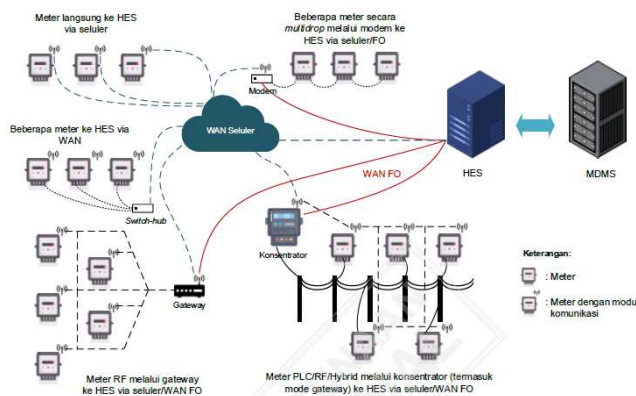 Meter langsung ke HES
via seluler
Beberapa meter secara
multidrop melalui modem ke
HES via seluler/FO
Modem
WAN Seluler
Beberapa meter ke HES via
WAN
Switch-hub
HES
MDMS
WAN FO
Konsentrator
Gateway
Keterangan:
: Meter
: Meter dengan modu
komunikasi
Meter RF melalui gateway
ke HES via seluler/WAN FO
Meter PLC/RF/Hybrid melalui konsentrator (termasuk
mode gateway) ke HES via seluler/WAN FO